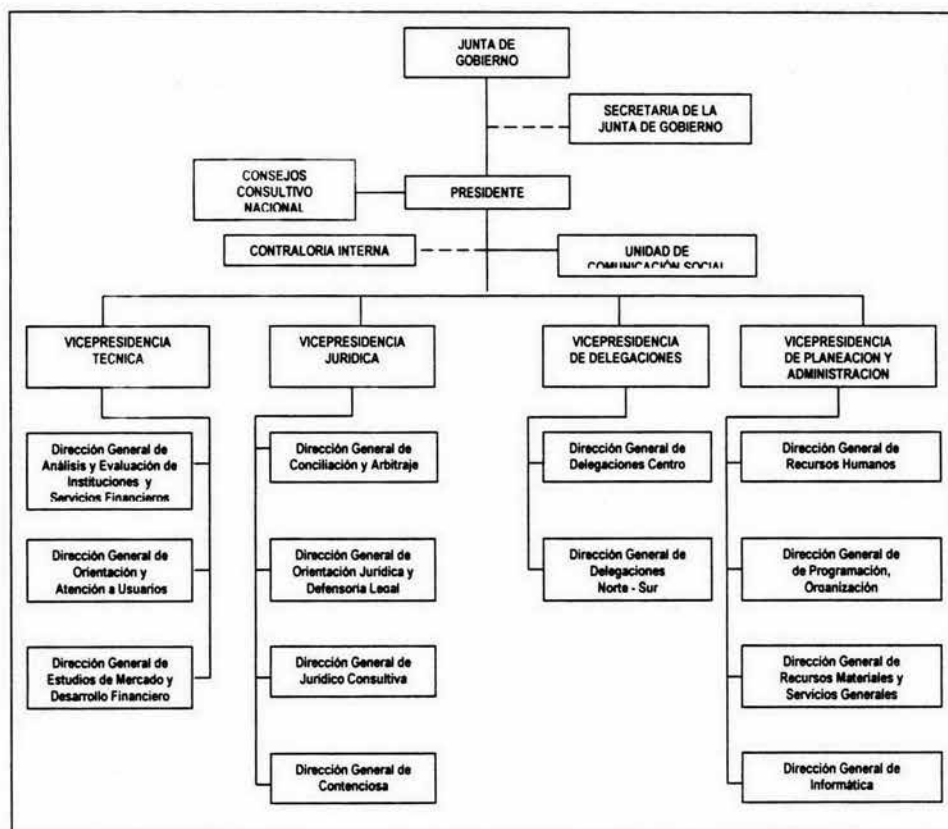 JUNTA DE
GOBIERNO
SECRETARIA DE LA
JUNTA DE GOBIERNO
CONSEJOS
CONSULTIVO
NACIONAL
PRESIDENTE
CONTRALORIA INTERNA
UNIDAD DE
COMUNICACIÓN SOCIAL
VICEPRESIDENCIA
TECNICA
VICEPRESIDENCIA
JURIDICA
VICEPRESIDENCIA
DE DELEGACIONES
VICEPRESIDENCIA
DE PLANEACION Y
ADMINISTRACION
Dirección General de
Análisis y Evaluación de
Instituciones y
Servicios Financieros
Dirección General de
Conciliación y Arbitraje
Dirección General de
Delegaciones Centro
Dirección General de
Recursos Humanos
Dirección General de
Orientación y
Atención a Usuarios
Dirección General de
Orientación Jurídica y
Defensoría Legal
Dirección General de
Delegaciones
Norte - Sur
Dirección General de
de Programación,
Organización
Dirección General de
Estudios de Mercado y
Desarrollo Financiero
Dirección General de
Jurídico Consultiva
Dirección General de
Recursos Materiales y
Servicios Generales
Dirección General de
Contenciosa
Dirección General de
Informática